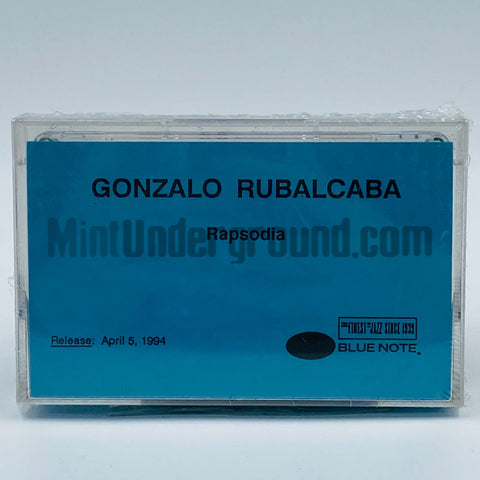 GONZALO RUBALCABA
Rapsodia
MintUnderground.com
Release: April 5, 1994
THE FINEST IN JAZZ SINCE 1939
BLUE NOTE®